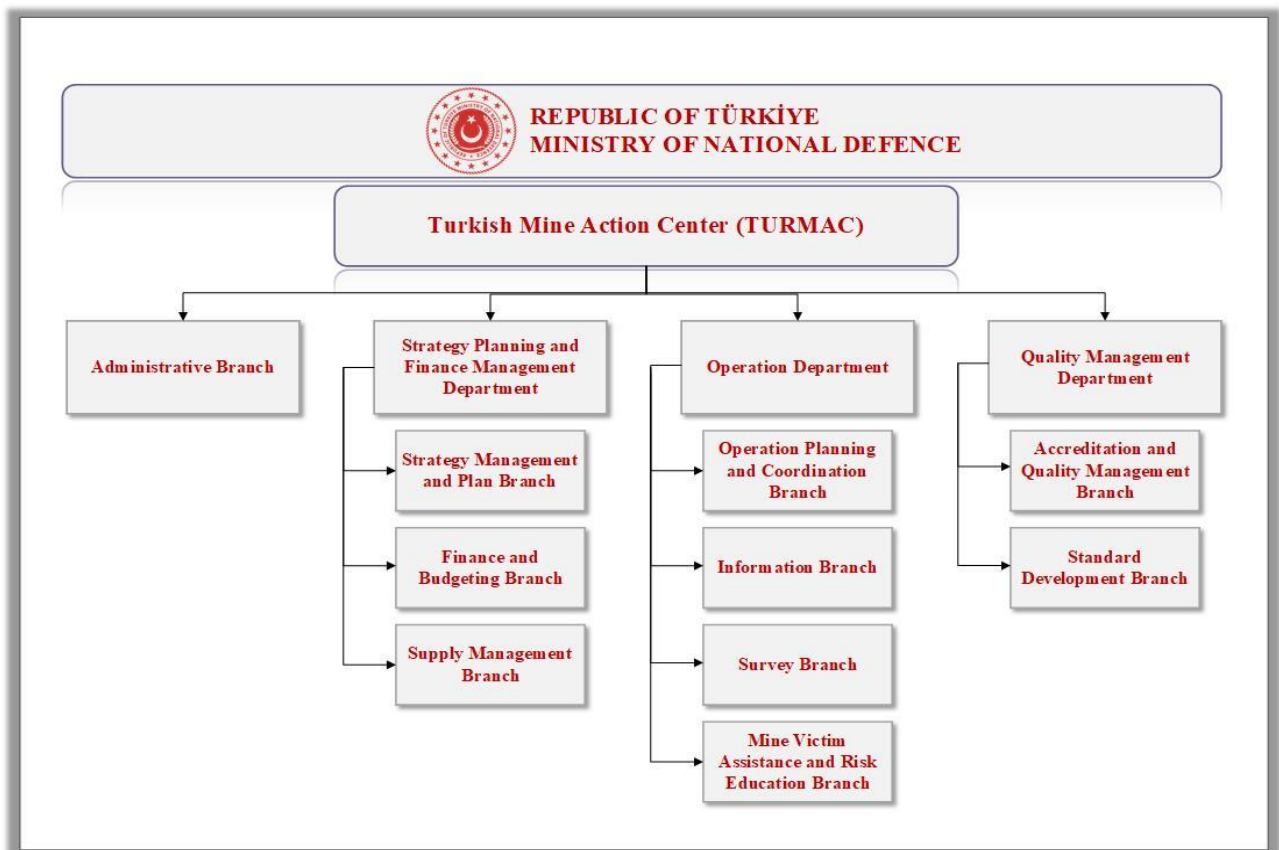 REPUBLIC OF TÜRKİYE
MINISTRY OF NATIONAL DEFENCE
Turkish Mine Action Center (TURMAC)
Administrative Branch
Strategy Planning and
Finance Management
Department
Strategy Management
and Plan Branch
Finance and
Budgeting Branch
Supply Management
Branch
Operation Department
Operation Planning
and Coordination
Branch
Information Branch
Survey Branch
Mine Victim
Assistance and Risk
Education Branch
Quality Management
Department
Accreditation and
Quality Management
Branch
Standard
Development Branch